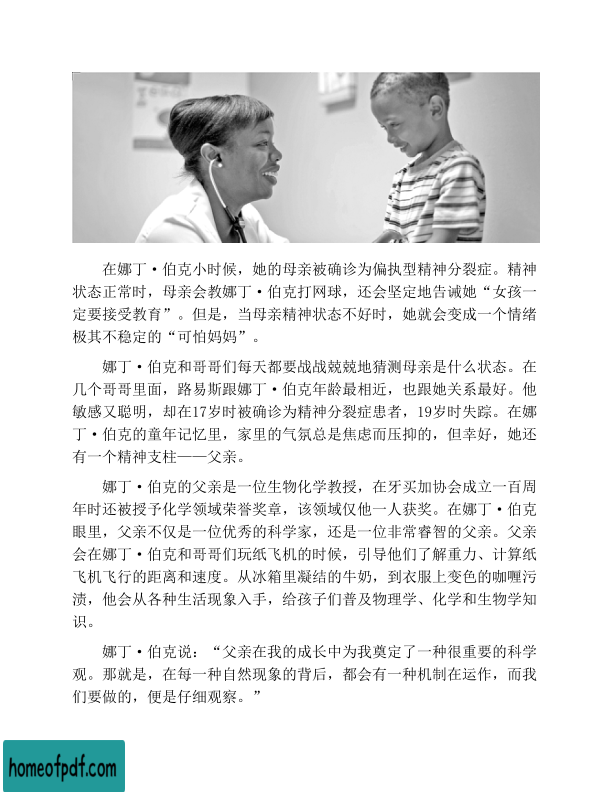 在娜丁·伯克小时候，她的母亲被确诊为偏执型精神分裂症。精神
状态正常时，母亲会教娜丁·伯克打网球，还会坚定地告诫她“女孩一
定要接受教育”。但是，当母亲精神状态不好时，她就会变成一个情绪
极其不稳定的“可怕妈妈”。
娜丁·伯克和哥哥们每天都要战战兢兢地猜测母亲是什么状态。在
几个哥哥里面，路易斯跟娜丁·伯克年龄最相近，也跟她关系最好。他
敏感又聪明，却在17岁时被确诊为精神分裂症患者，19岁时失踪。在娜
丁·伯克的童年记忆里，家里的气氛总是焦虑而压抑的，但幸好，她还
有一个精神支柱——父亲。
娜丁·伯克的父亲是一位生物化学教授，在牙买加协会成立一百周
年时还被授予化学领域荣誉奖章，该领域仅他一人获奖。在娜丁·伯克
眼里，父亲不仅是一位优秀的科学家，还是一位非常睿智的父亲。父亲
会在娜丁·伯克和哥哥们玩纸飞机的时候，引导他们了解重力、计算纸
飞机飞行的距离和速度。从冰箱里凝结的牛奶，到衣服上变色的咖喱污
渍，他会从各种生活现象入手，给孩子们普及物理学、化学和生物学知
识。
娜丁·伯克说：“父亲在我的成长中为我奠定了一种很重要的科学
观。那就是，在每一种自然现象的背后，都会有一种机制在运作，而我
们要做的，便是仔细观察。”
homeofpdf.com